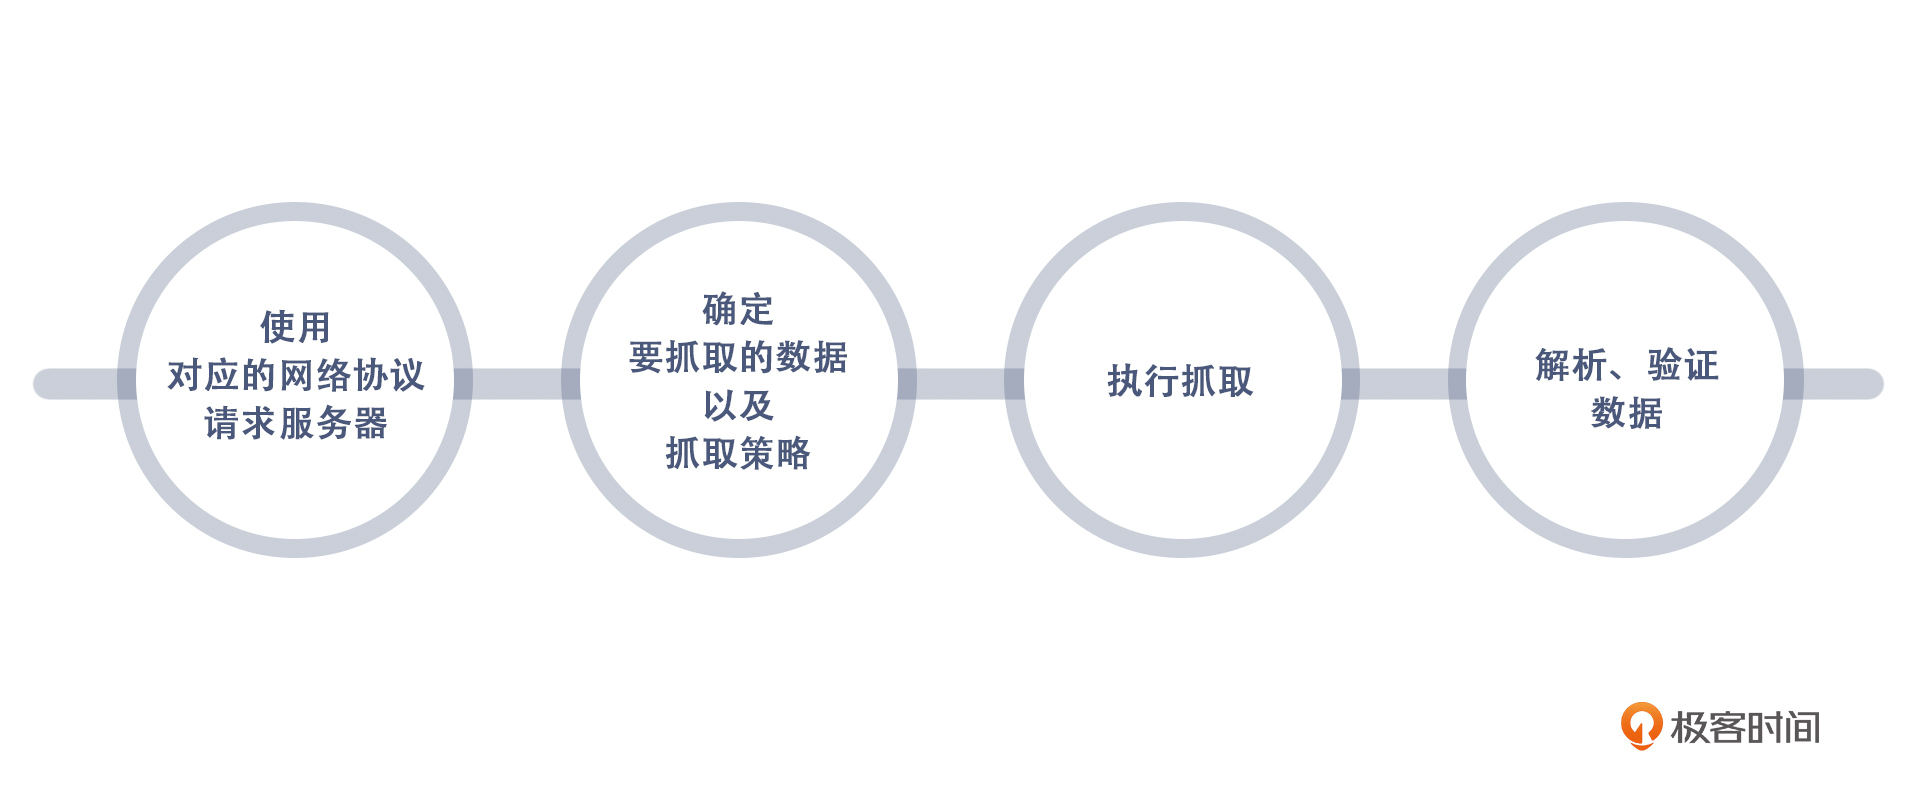 使用
对应的网络协议
请求服务器
确定
要抓取的数据
以及
抓取策略
执行抓取
解析、验证
数据
极客时间